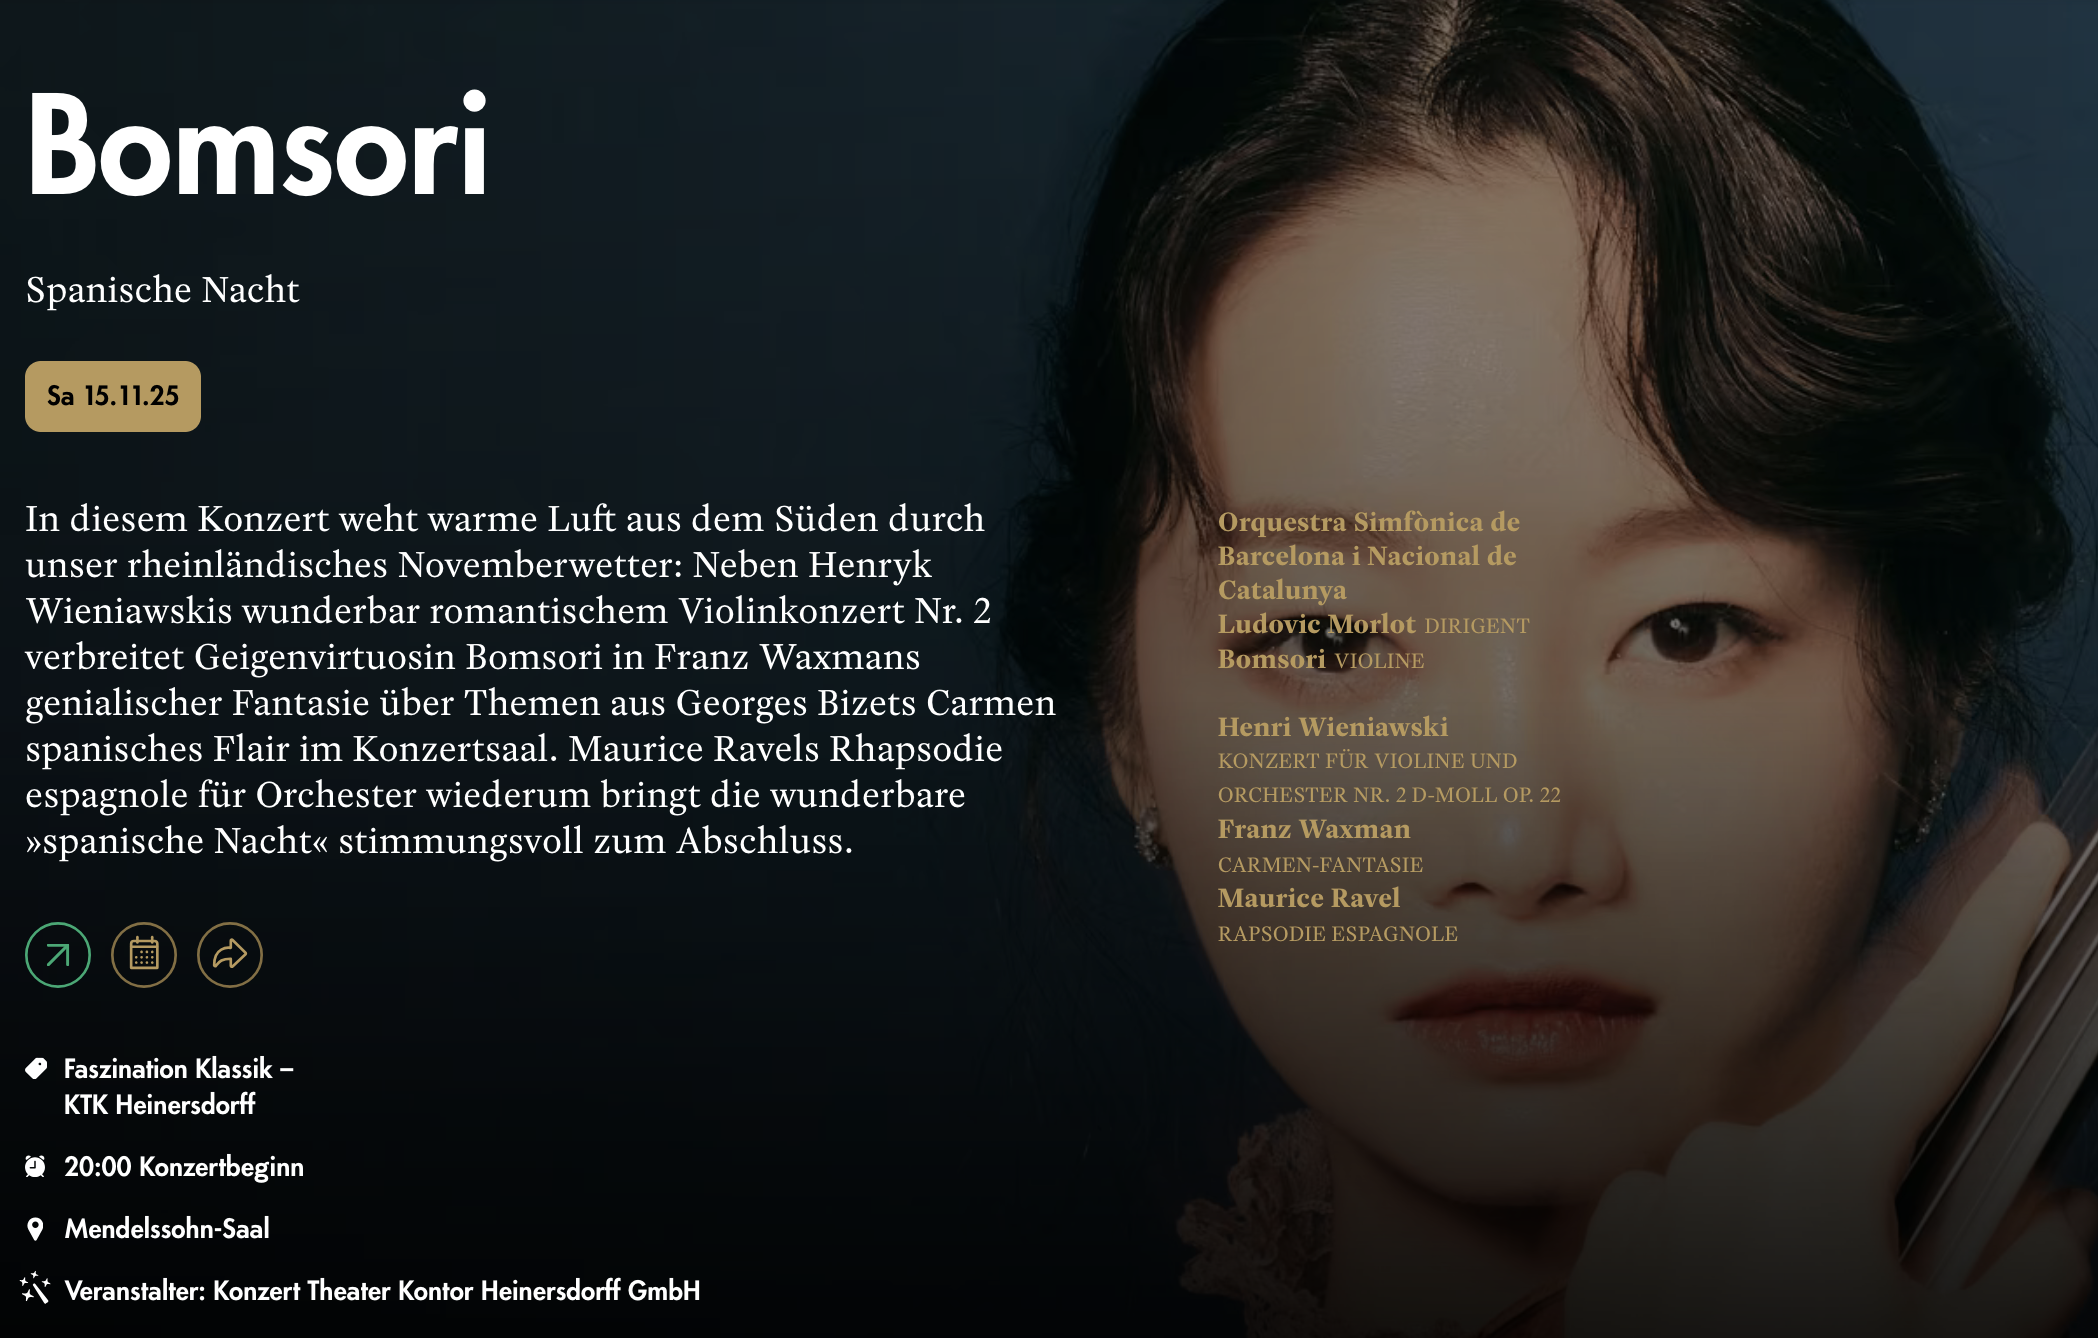 Bomsori
Spanische Nacht
Sa 15.11.25
In diesem Konzert weht warme Luft aus dem Süden durch
unser rheinländisches Novemberwetter: Neben Henryk
Wieniawskis wunderbar romantischem Violinkonzert Nr. 2
verbreitet Geigenvirtuosin Bomsori in Franz Waxmans
genialischer Fantasie über Themen aus Georges Bizets Carmen
spanisches Flair im Konzertsaal. Maurice Ravels Rhapsodie
espagnole für Orchester wiederum bringt die wunderbare
»spanische Nacht« stimmungsvoll zum Abschluss.
Orquestra Simfònica de
Barcelona i Nacional de
Catalunya
Ludovic Morlot DIRIGENT
Bomsori VIOLINE
Henri Wieniawski
KONZERT FÜR VIOLINE UND
ORCHESTER NR. 2 D-MOLL OP. 22
Franz Waxman
CARMEN-FANTASIE
Maurice Ravel
RAPSODIE ESPAGNOLE
Faszination Klassik –
KTK Heinersdorff
20:00 Konzertbeginn
Mendelssohn-Saal
Veranstalter: Konzert Theater Kontor Heinersdorff GmbH